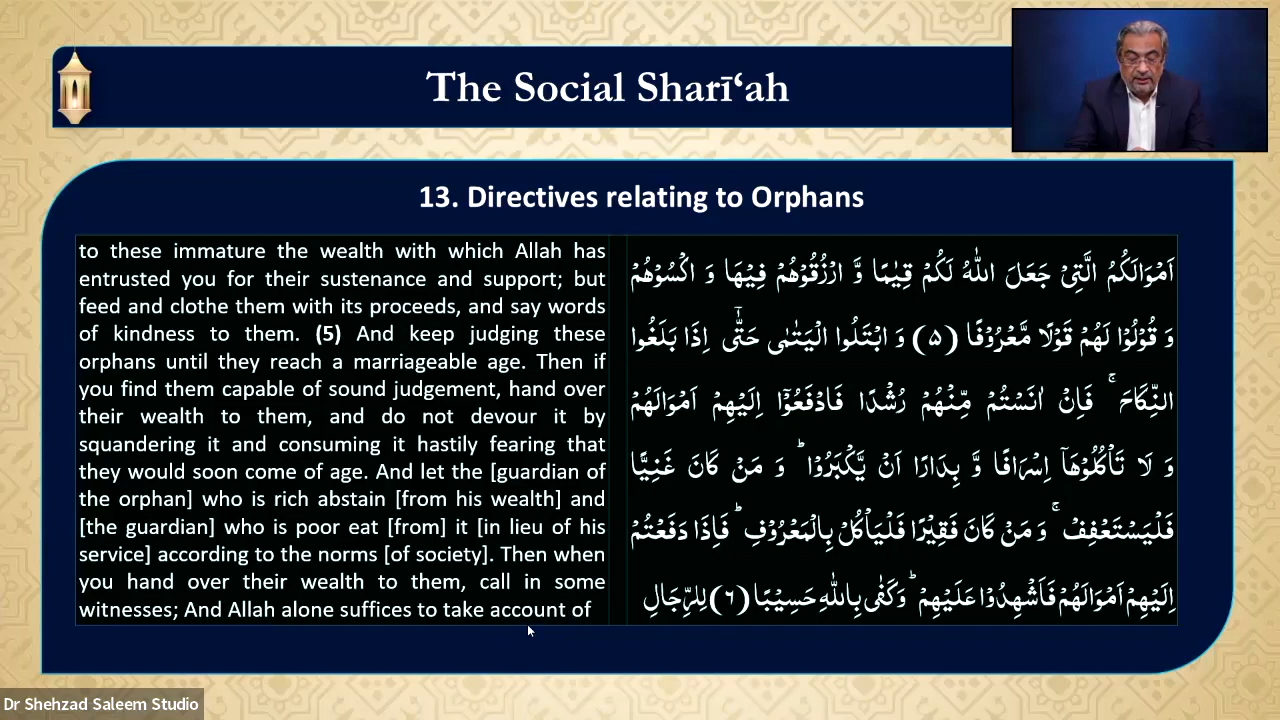 The Social Sharī‘ah
13. Directives relating to Orphans
to these immature the wealth with which Allah has
entrusted you for their sustenance and support; but
feed and clothe them with its proceeds, and say words
of kindness to them. (5) And keep judging these
orphans until they reach a marriageable age. Then if
you find them capable of sound judgement, hand over
their wealth to them, and do not devour it by
squandering it and consuming it hastily fearing that
they would soon come of age. And let the [guardian of
the orphan] who is rich abstain [from his wealth] and
[the guardian] who is poor eat [from] it [in lieu of his
service] according to the norms [of society]. Then when
you hand over their wealth to them, call in some
witnesses; And Allah alone suffices to take account of
اَمْوَالَكُمُ الَّتِیْ جَعَلَ اللّٰهُ لَكُمْ قِیٰمًا وَّ ارْزُقُوْهُمْ فِیْهَا وَ اكْسُوْهُمْ
وَ قُوْلُوْا لَهُمْ قَوْلًا مَّعْرُوْفًا (۵) وَ ابْتَلُوا الْیَتٰمٰی حَتّٰۤی اِذَا بَلَغُوا
النِّكَاحَ ۚ فَاِنْ اٰنَسْتُمْ مِّنْهُمْ رُشْدًا فَادْفَعُوْۤا اِلَیْهِمْ اَمْوَالَهُمْ
وَ لَا تَاْكُلُوْهَاۤ اِسْرَافًا وَّ بِدَارًا اَنْ یَّكْبَرُوْا ؕ وَ مَنْ كَانَ غَنِیًّا
فَلْیَسْتَعْفِفْ ۚ وَ مَنْ كَانَ فَقِیْرًا فَلْیَاْكُلْ بِالْمَعْرُوْفِ ؕ فَاِذَا دَفَعْتُمْ
اِلَیْهِمْ اَمْوَالَهُمْ فَاَشْهِدُوْا عَلَیْهِمْ ؕ وَ كَفٰی بِاللّٰهِ حَسِیْبًا (۶) لِلرِّجَالِ
Dr Shehzad Saleem Studio